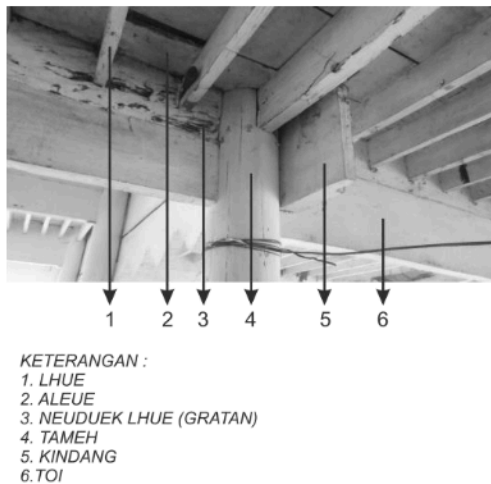 1 2 3 4 5 6
KETERANGAN :
1. LHUE
2. ALEUE
3. NEUDUEK LHUE (GRATAN)
4. TAMEH
5. KINDANG
6.TOI